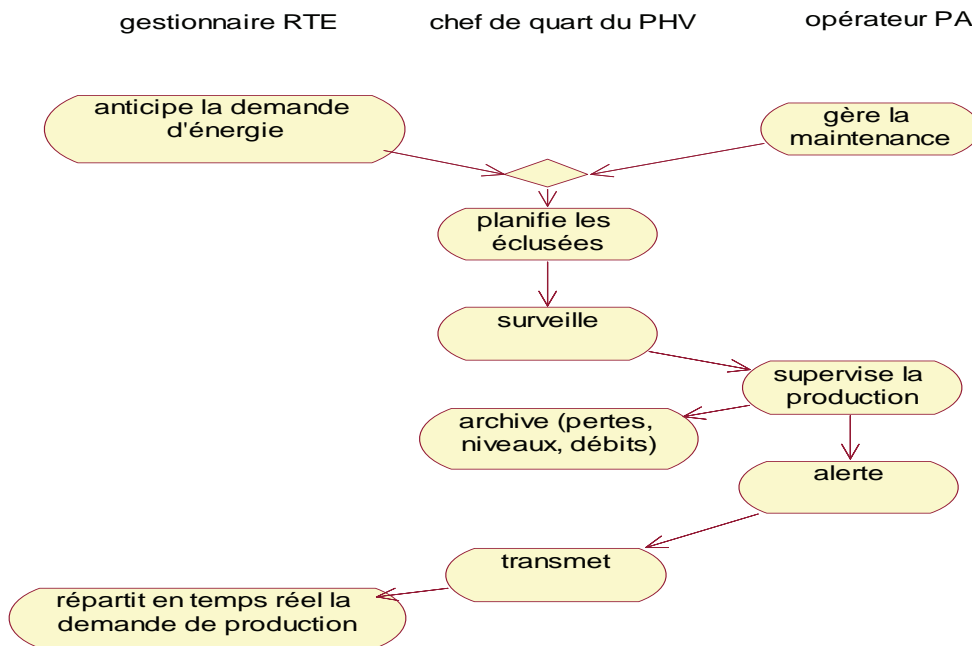 gestionnaire RTE
chef de quart du PHV
opérateur PA
anticipe la demande
d'énergie
gère la
maintenance
planifie les
éclusées
surveille
supervise la
production
archive (pertes,
niveaux, débits)
alerte
transmet
répartit en temps réel la
demande de production